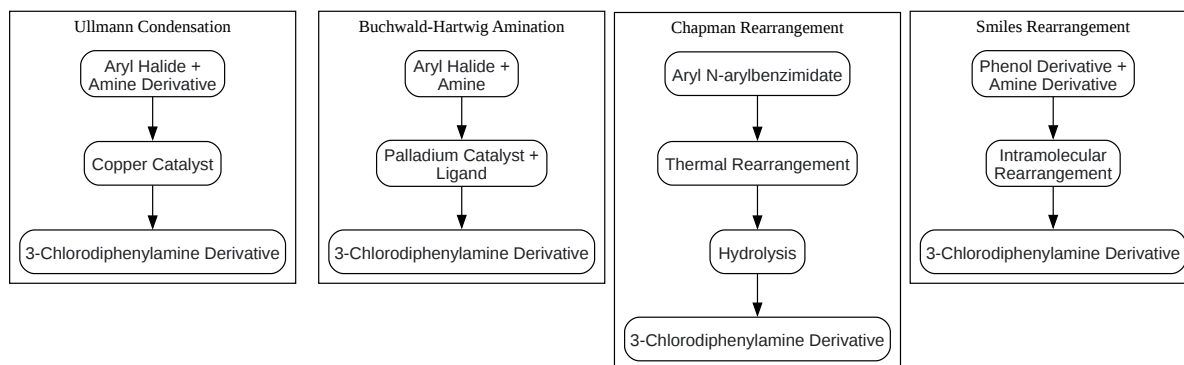 Ullmann Condensation
Aryl Halide +
Amine Derivative
Copper Catalyst
3-Chlorodiphenylamine Derivative
Buchwald-Hartwig Amination
Aryl Halide +
Amine
Palladium Catalyst +
Ligand
3-Chlorodiphenylamine Derivative
Chapman Rearrangement
Aryl N-arylbenzimidate
Thermal Rearrangement
Hydrolysis
3-Chlorodiphenylamine Derivative
Smiles Rearrangement
Phenol Derivative +
Amine Derivative
Intramolecular
Rearrangement
3-Chlorodiphenylamine Derivative